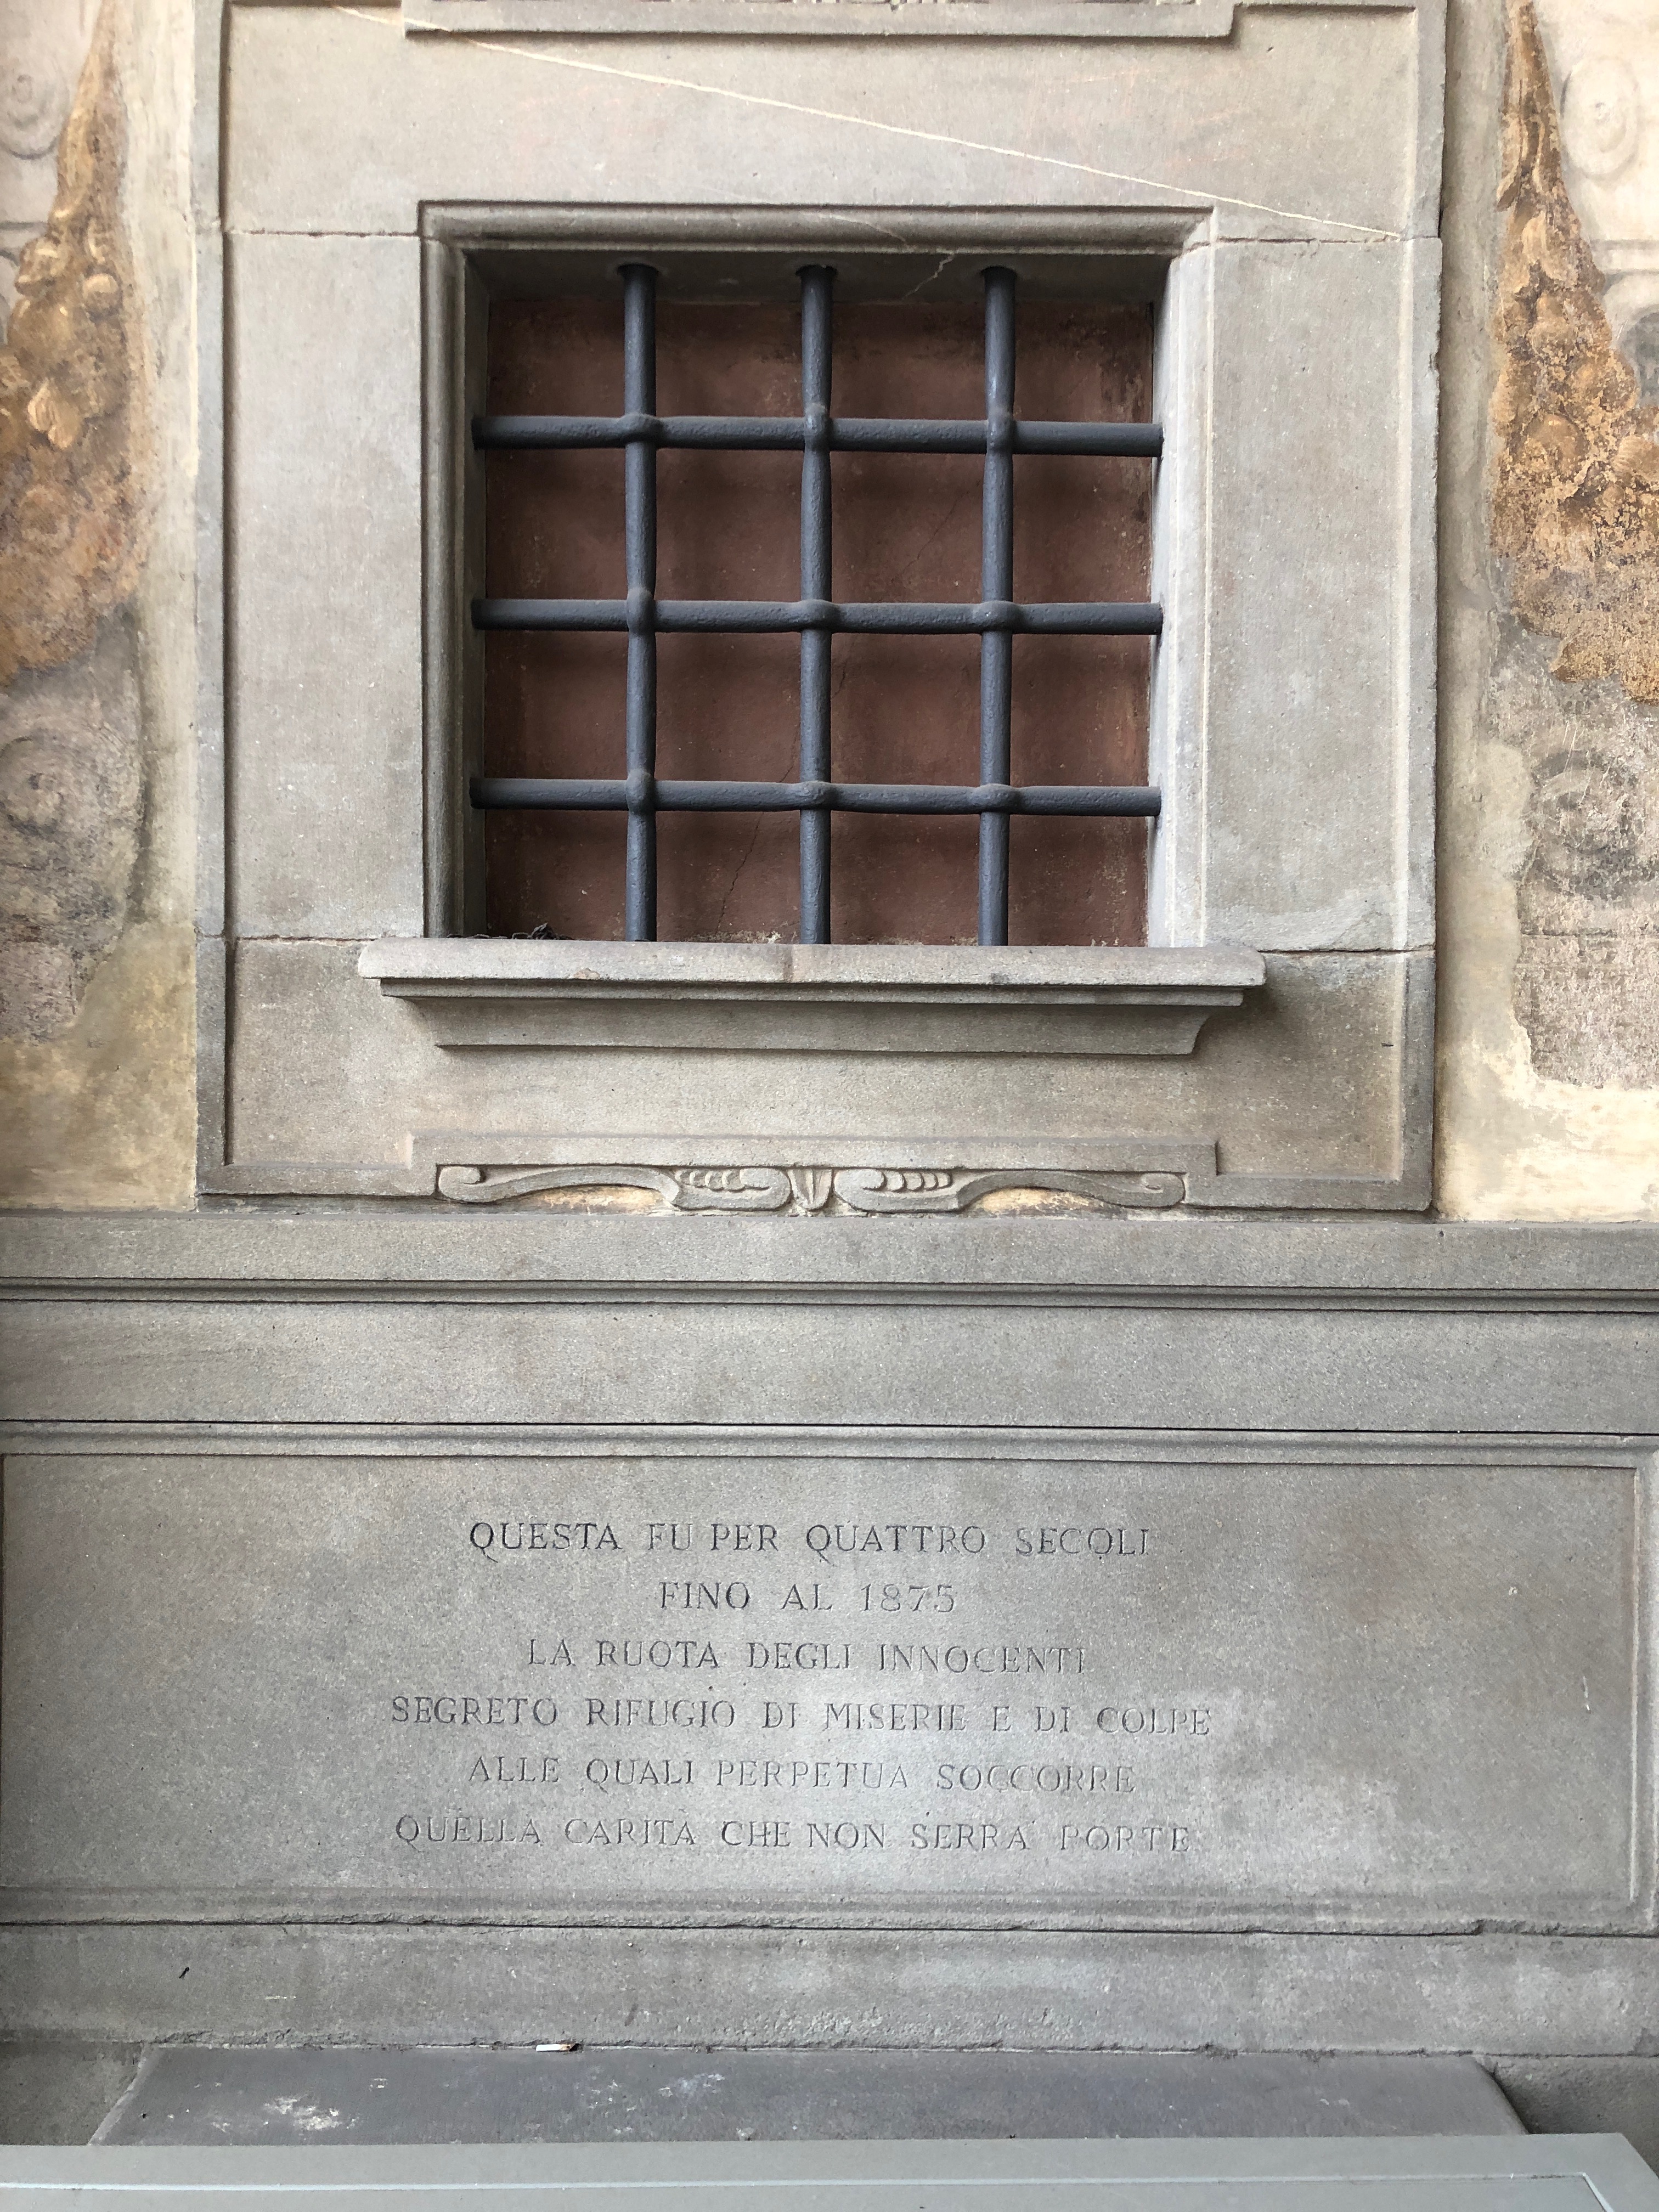 QUESTA FU PER QUATTRO SECOLI
FINO AL 1875
LA RUOTA DEGLI INNOCENTI
SEGRETO RIFUGIO DI MISERIE E DI COLPE
ALLE QUALI PERPETUA SOCCORRE
QUELLA CARITA CHE NON SERRA' PORTE